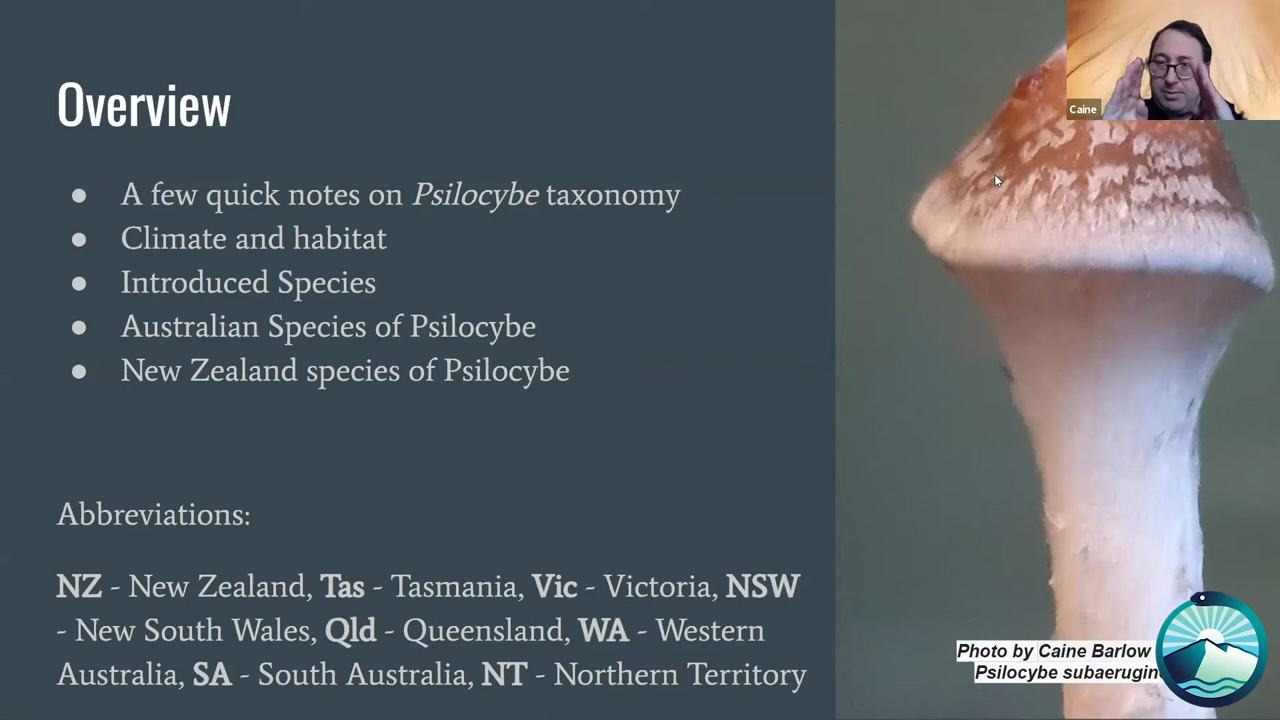 Overview
Caine
● A few quick notes on Psilocybe taxonomy
● Climate and habitat
● Introduced Species
● Australian Species of Psilocybe
● New Zealand species of Psilocybe
Abbreviations:
NZ - New Zealand, Tas - Tasmania, Vic - Victoria, NSW
- New South Wales, Qld - Queensland, WA - Western
Australia, SA - South Australia, NT - Northern Territory
Photo by Caine Barlow
Psilocybe